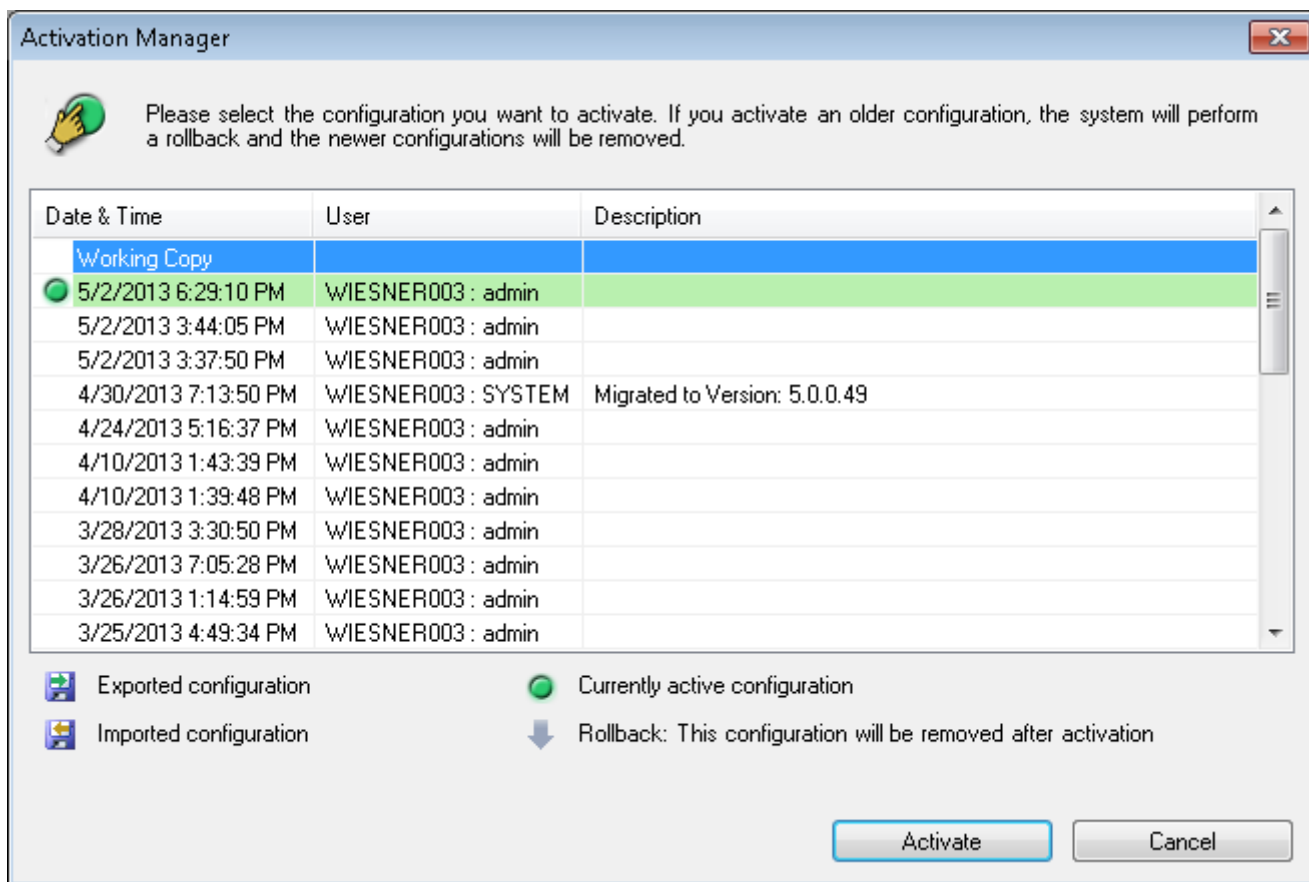 Activation Manager
Please select the configuration you want to activate. If you activate an older configuration, the system will perform
a rollback and the newer configurations will be removed.
Date & Time User Description
Working Copy
5/2/2013 6:29:10 PM WIESNER003 : admin
5/2/2013 3:44:05 PM WIESNER003 : admin
5/2/2013 3:37:50 PM WIESNER003 : admin
4/30/2013 7:13:50 PM WIESNER003 : SYSTEM Migrated to Version: 5.0.0.49
4/24/2013 5:16:37 PM WIESNER003 : admin
4/10/2013 1:43:39 PM WIESNER003 : admin
4/10/2013 1:39:48 PM WIESNER003 : admin
3/28/2013 3:30:50 PM WIESNER003 : admin
3/26/2013 7:05:28 PM WIESNER003 : admin
3/26/2013 1:14:59 PM WIESNER003 : admin
3/25/2013 4:49:34 PM WIESNER003 : admin
Exported configuration Currently active configuration
Imported configuration Rollback: This configuration will be removed after activation
Activate Cancel